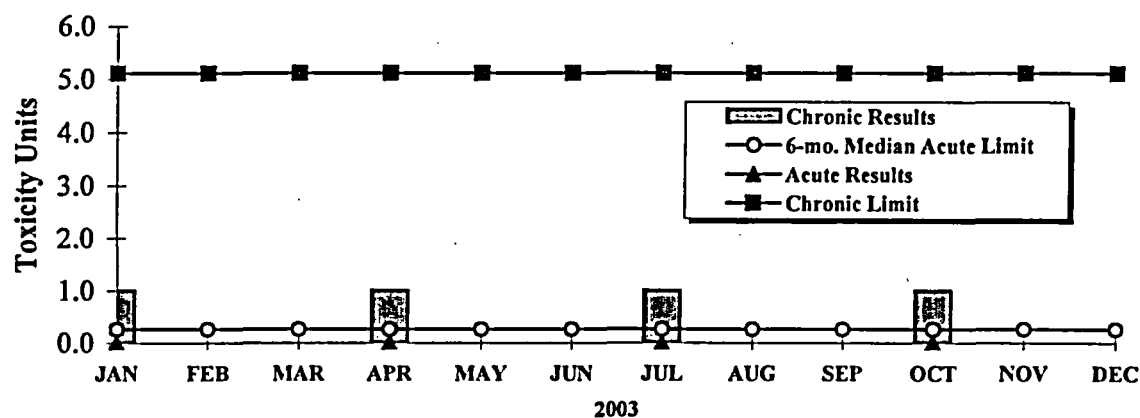 6.0
5.0
4.0
3.0
2.0
1.0
0.0
Toxicity Units
Chronic Results
6-mo. Median Acute Limit
Acute Results
Chronic Limit
JAN FEB MAR APR MAY JUN JUL AUG SEP OCT NOV DEC
2003